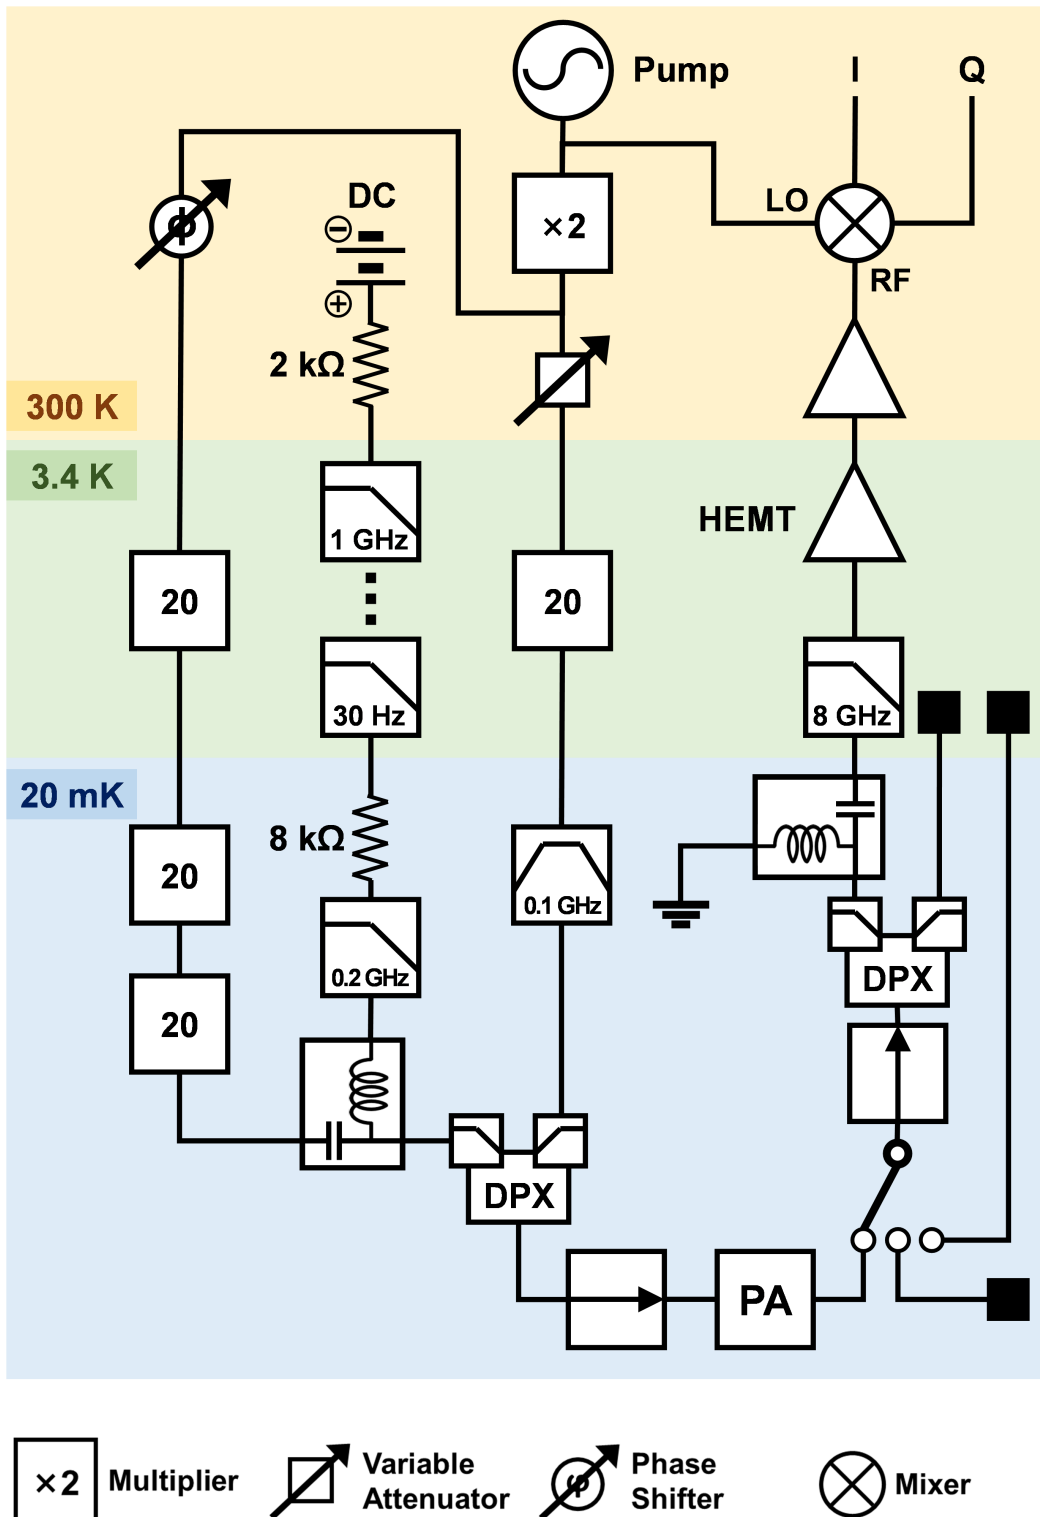 Pump
I
Q
DC
LO
×2
ϕ
RF
2 kΩ
300 K
3.4 K
HEMT
1 GHz
20
20
30 Hz
8 GHz
20 mK
8 kΩ
20
0.1 GHz
0.2 GHz
DPX
20
DPX
PA
×2
Multiplier
Variable
Attenuator
φ
Phase
Shifter
Mixer